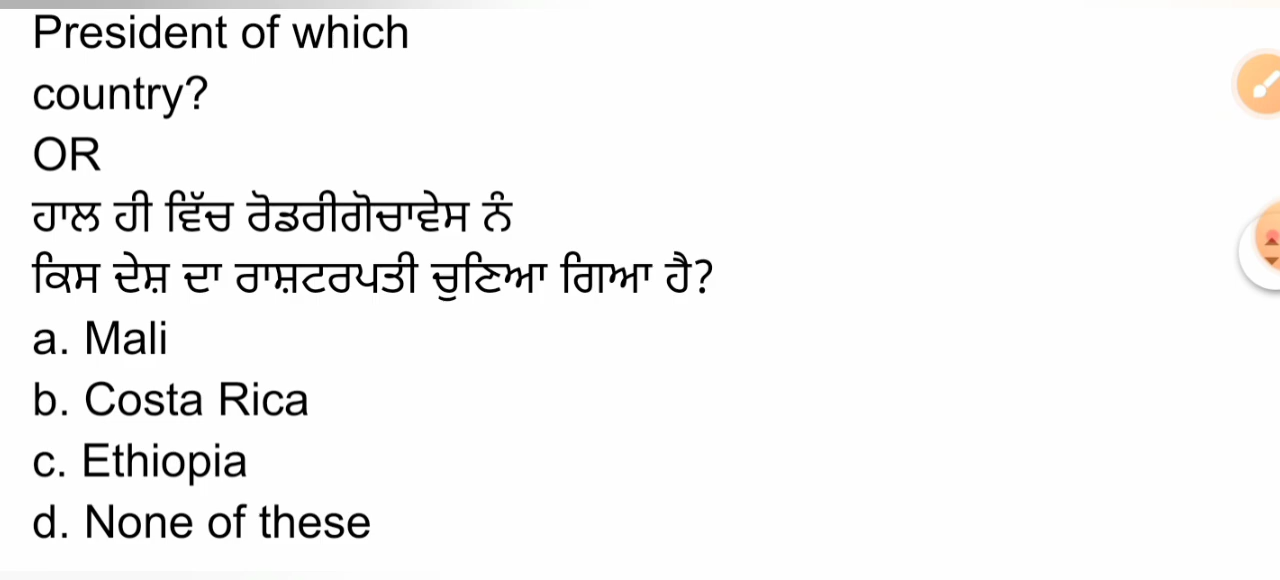 President of which
country?
OR
ਹਾਲ ਹੀ ਵਿੱਚ ਰੋਡਰੀਗੋਚਾਵੇਸ ਨੰ
ਕਿਸ ਦੇਸ਼ ਦਾ ਰਾਸ਼ਟਰਪਤੀ ਚੁਣਿਆ ਗਿਆ ਹੈ?
a. Mali
b. Costa Rica
c. Ethiopia
d. None of these